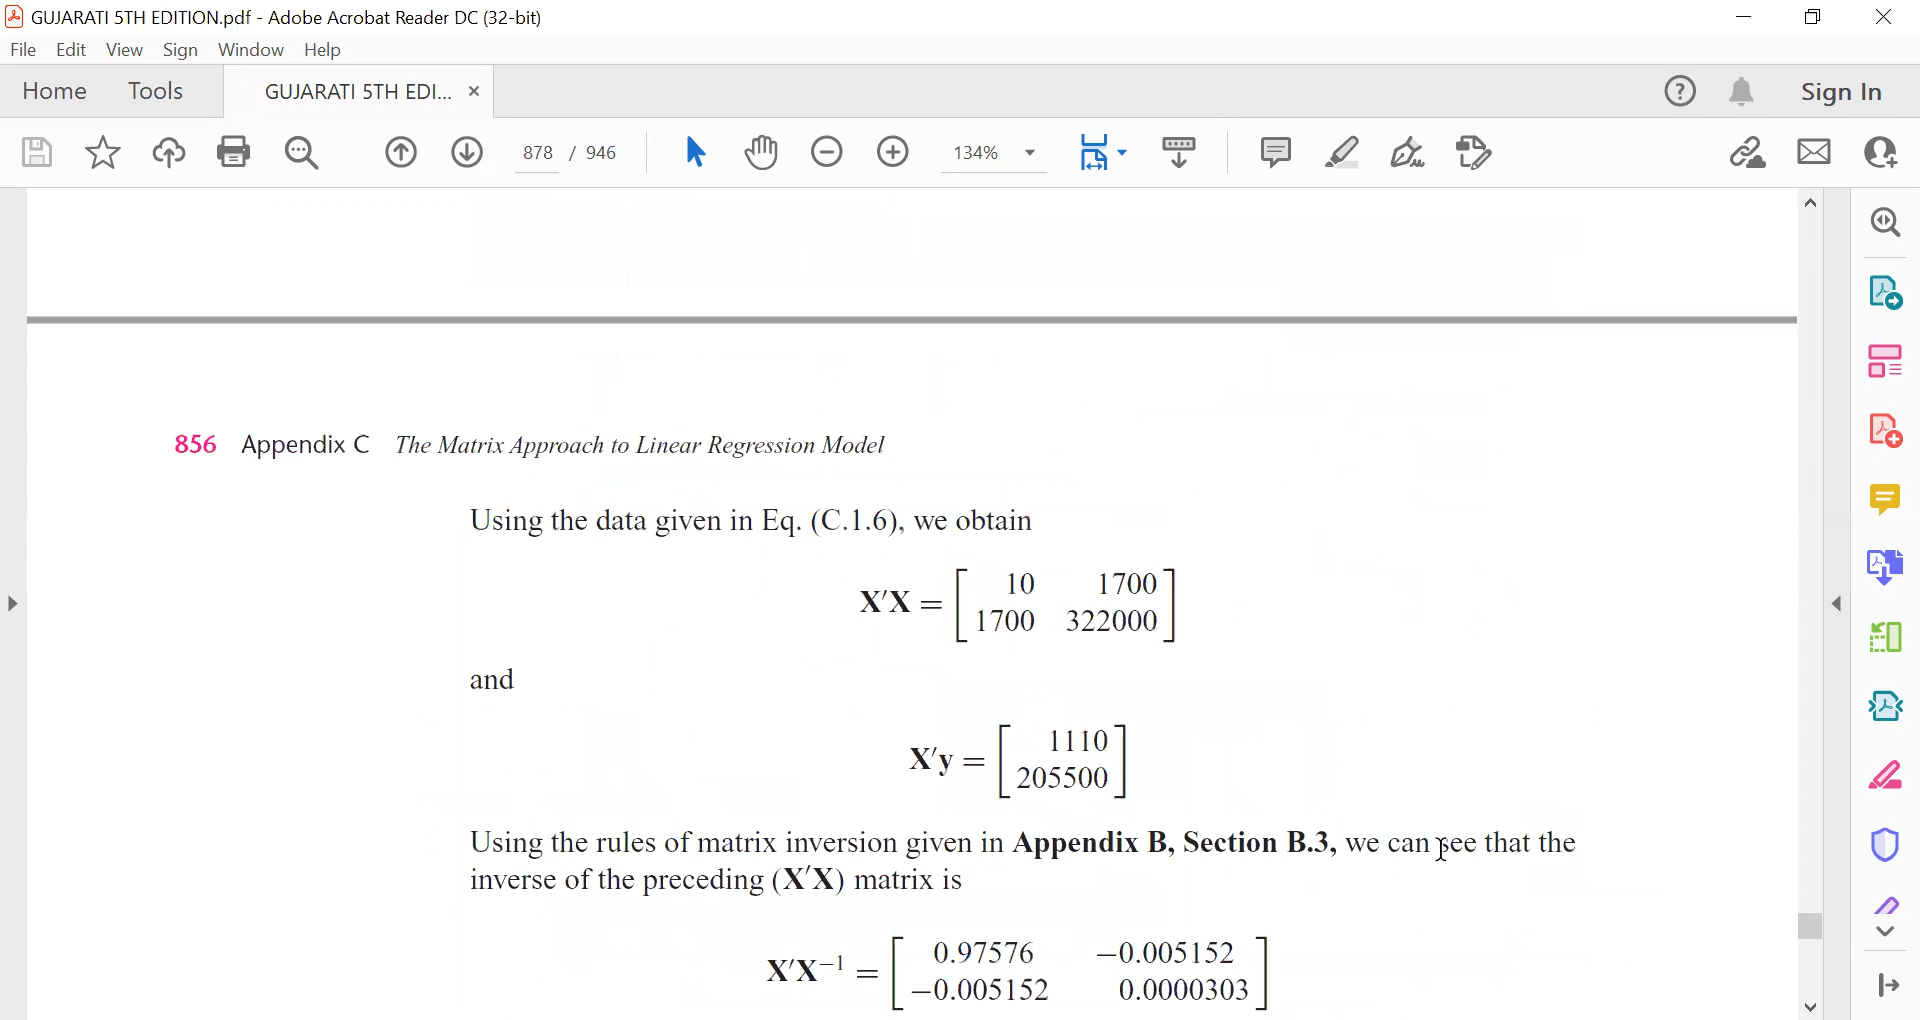 GUJARATI 5TH EDITION.pdf - Adobe Acrobat Reader DC (32-bit)
File Edit View Sign Window Help
Home Tools GUJARATI 5TH EDI... × Sign In
878 / 946 134%
856 Appendix C The Matrix Approach to Linear Regression Model
Using the data given in Eq. (C.1.6), we obtain
X′X = [ 10 1700
1700 322000 ]
and
X′y = [ 1110
205500 ]
Using the rules of matrix inversion given in Appendix B, Section B.3, we can see that the
inverse of the preceding (X′X) matrix is
X′X−1 = [ 0.97576 −0.005152
−0.005152 0.0000303 ]